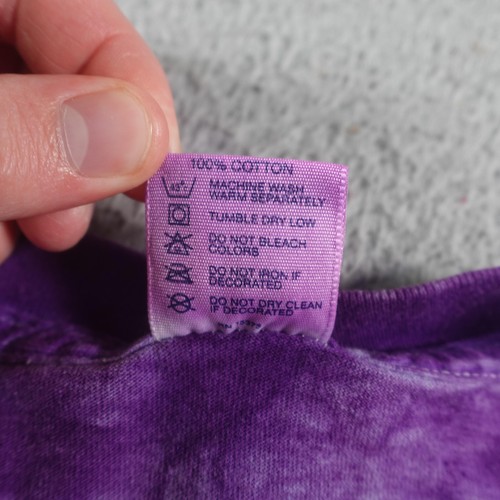 100% COTTON
MACHINE WASH
WARM SEPARATELY
TUMBLE DRY LOW
DO NOT BLEACH
COLORS
DO NOT IRON IF
DECORATED
DO NOT DRY CLEAN
IF DECORATED